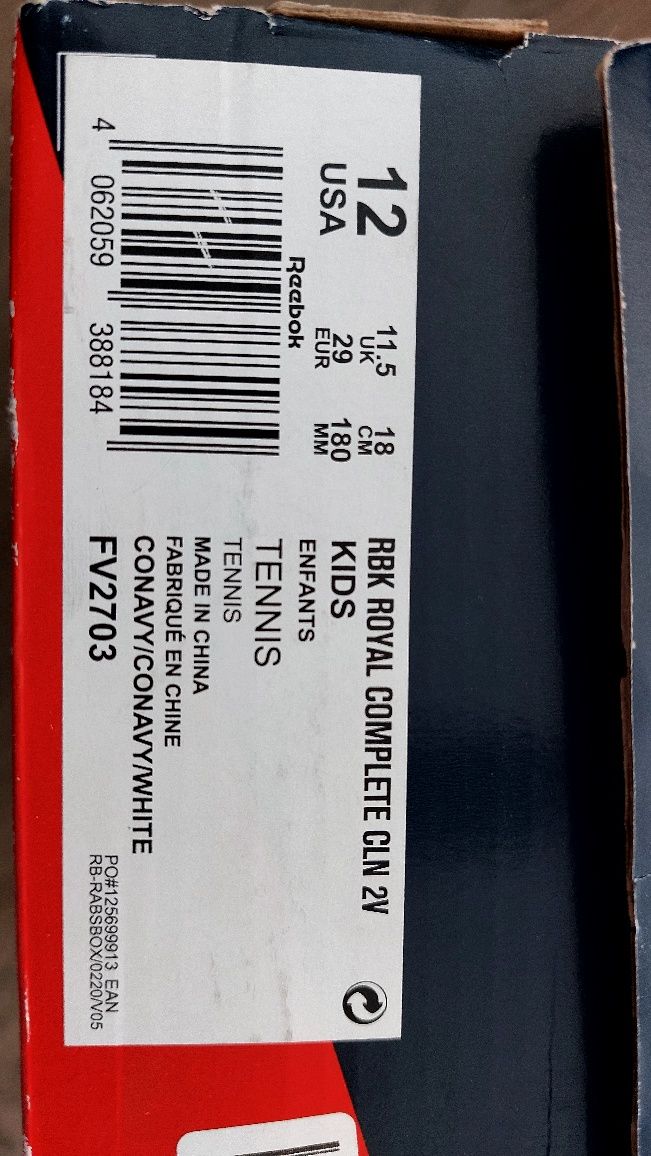 12
USA
11.5
UK
29
EUR
18
CM
180
MM
Reebok
4 062059 388184
RBK ROYAL COMPLETE CLN 2V
KIDS
ENFANTS
TENNIS
TENNIS
MADE IN CHINA
FABRIQUÉ EN CHINE
CONAVY/CONAVY/WHITE
FV2703
PO#125699913 EAN
RB-RABSBOX/0220/V05